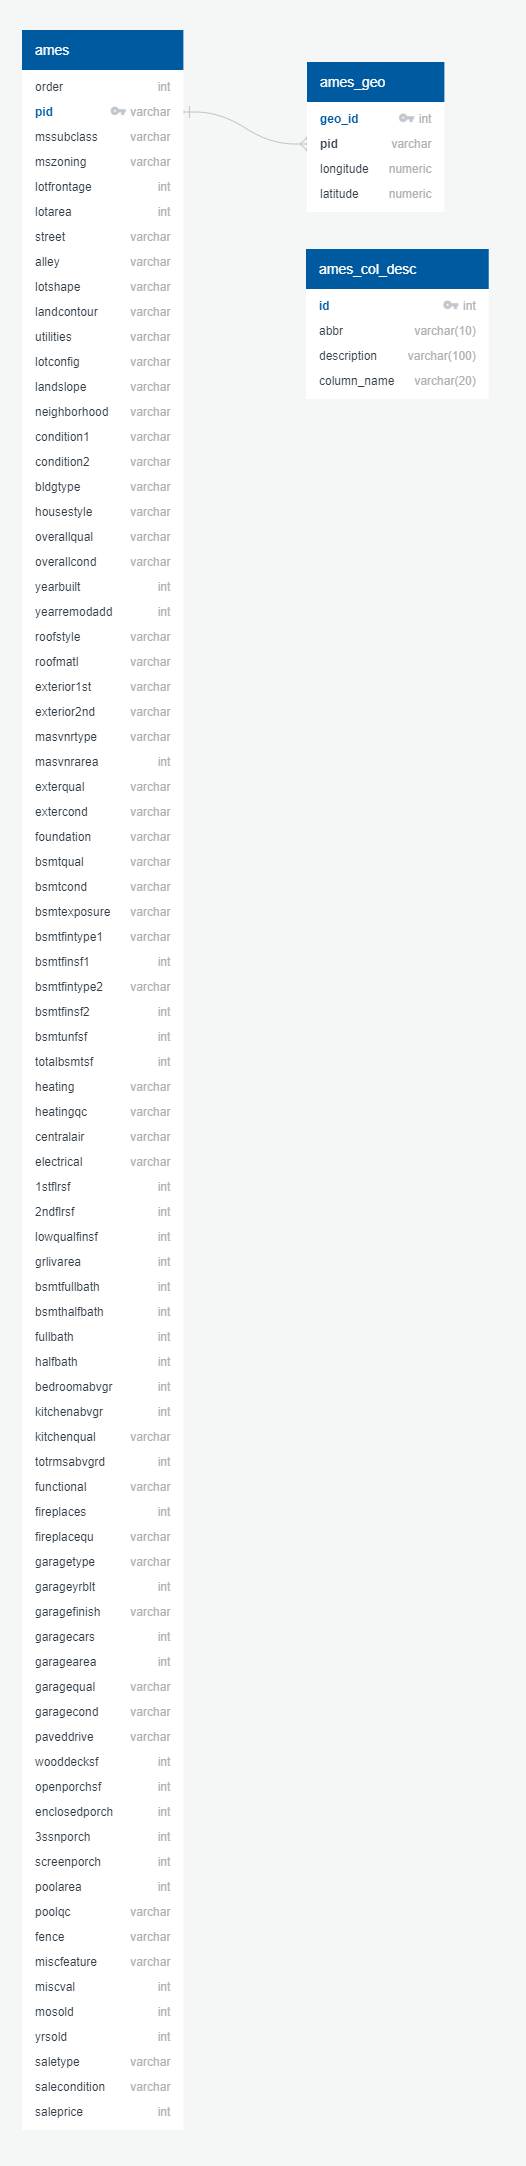 ames
order int
pid varchar
mssubclass varchar
mszoning varchar
lotfrontage int
lotarea int
street varchar
alley varchar
lotshape varchar
landcontour varchar
utilities varchar
lotconfig varchar
landslope varchar
neighborhood varchar
condition1 varchar
condition2 varchar
bldgtype varchar
housestyle varchar
overallqual varchar
overallcond varchar
yearbuilt int
yearremodadd int
roofstyle varchar
roofmatl varchar
exterior1st varchar
exterior2nd varchar
masvnrtype varchar
masvnrarea int
exterqual varchar
extercond varchar
foundation varchar
bsmtqual varchar
bsmtcond varchar
bsmtexposure varchar
bsmtfintype1 varchar
bsmtfinsf1 int
bsmtfintype2 varchar
bsmtfinsf2 int
bsmtunfsf int
totalbsmtsf int
heating varchar
heatingqc varchar
centralair varchar
electrical varchar
1stflrsf int
2ndflrsf int
lowqualfinsf int
grlivarea int
bsmtfullbath int
bsmthalfbath int
fullbath int
halfbath int
bedroomabvgr int
kitchenabvgr int
kitchenqual varchar
totrmsabvgrd int
functional varchar
fireplaces int
fireplacequ varchar
garagetype varchar
garageyrblt int
garagefinish varchar
garagecars int
garagearea int
garagequal varchar
garagecond varchar
paveddrive varchar
wooddecksf int
openporchsf int
enclosedporch int
3ssnporch int
screenporch int
poolarea int
poolqc varchar
fence varchar
miscfeature varchar
miscval int
mosold int
yrsold int
saletype varchar
salecondition varchar
saleprice int
ames_geo
geo_id int
pid varchar
longitude numeric
latitude numeric
ames_col_desc
id int
abbr varchar(10)
description varchar(100)
column_name varchar(20)